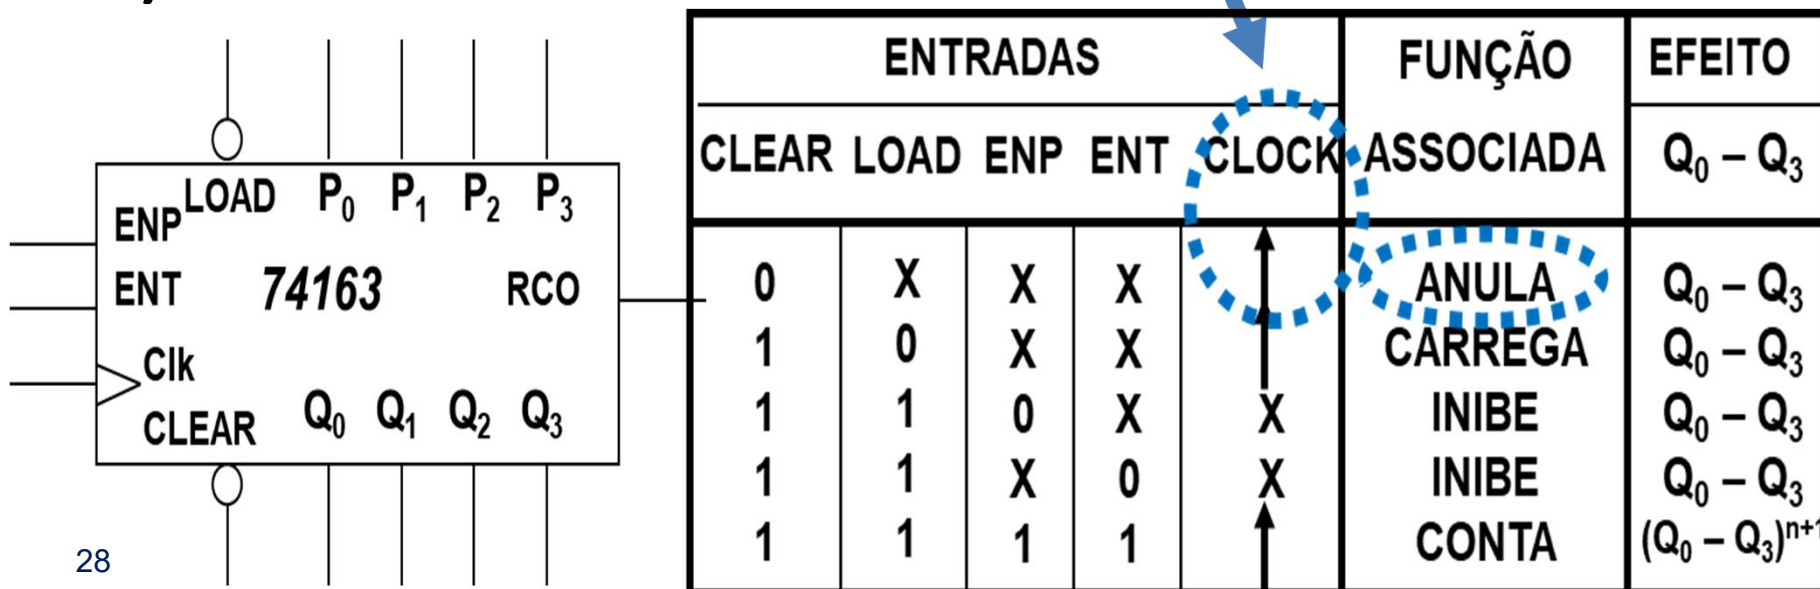 LOAD P0 P1 P2 P3
ENP
ENT 74163 RCO
Clk
CLEAR Q0 Q1 Q2 Q3
28
ENTRADAS FUNÇÃO EFEITO
CLEAR LOAD ENP ENT CLOCK ASSOCIADA Q0 – Q3
0 X X X ANULA Q0 – Q3
1 0 X X CARREGA Q0 – Q3
1 1 0 X X INIBE Q0 – Q3
1 1 X 0 X INIBE Q0 – Q3
1 1 1 1 CONTA (Q0 – Q3)n+1